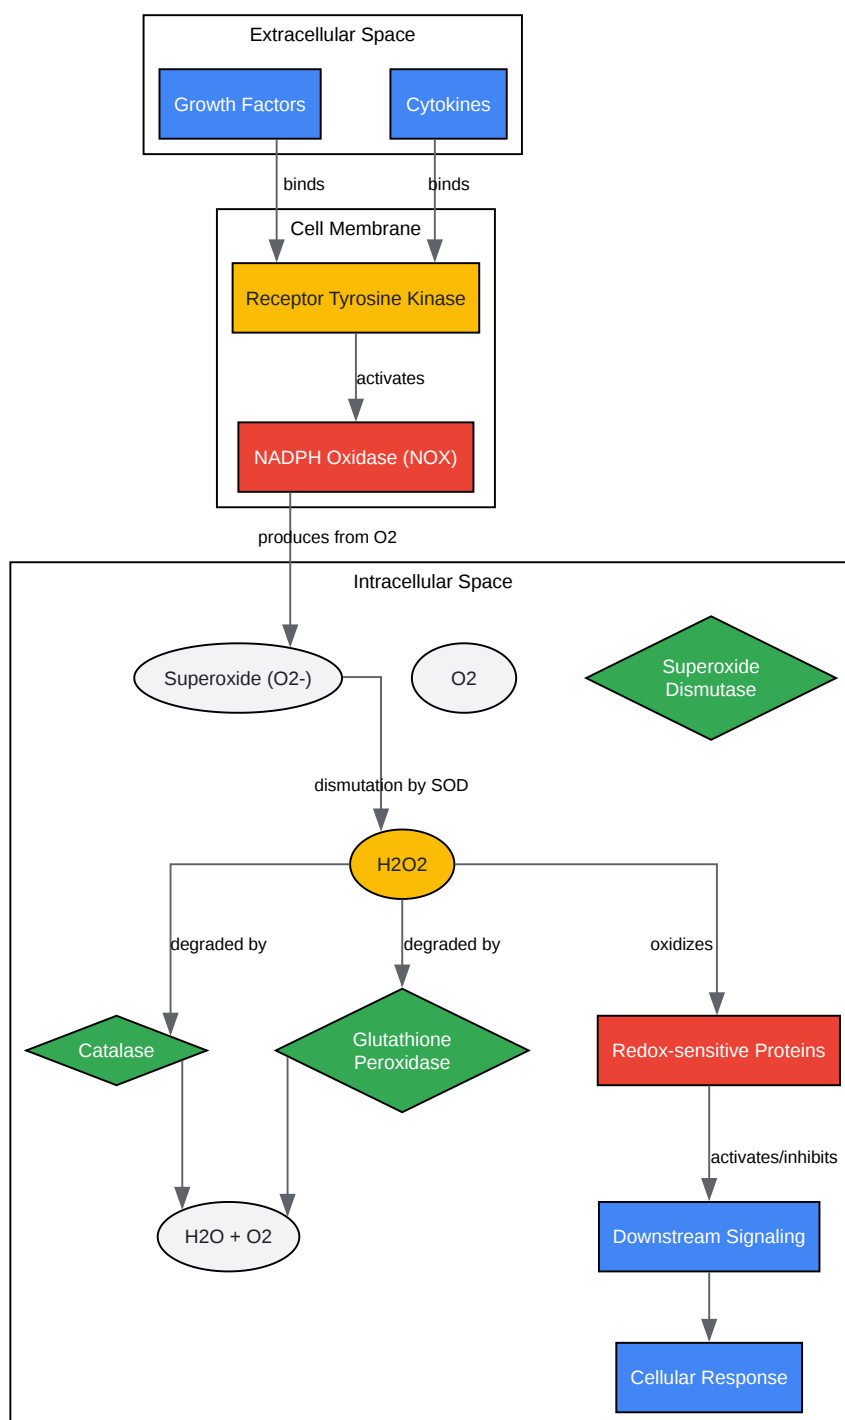 Extracellular Space
Growth Factors
Cytokines
binds
binds
Cell Membrane
Receptor Tyrosine Kinase
activates
NADPH Oxidase (NOX)
produces from O2
Intracellular Space
Superoxide (O2-)
O2
Superoxide
Dismutase
dismutation by SOD
H2O2
degraded by
degraded by
oxidizes
Catalase
Glutathione
Peroxidase
Redox-sensitive Proteins
activates/inhibits
H2O + O2
Downstream Signaling
Cellular Response